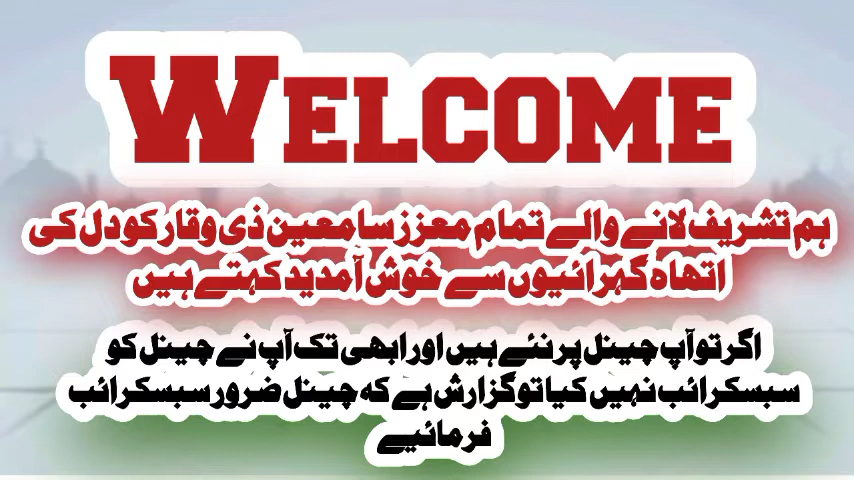 WELCOME
ہم تشریف لانے والے تمام معزز سامعین ذی وقار کو دل کی
اتھاہ گہرائیوں سے خوش آمدید کہتے ہیں
اگر تو آپ چینل پر نئے ہیں اور ابھی تک آپ نے چینل کو
سبسکرائب نہیں کیا تو گزارش ہے کہ چینل ضرور سبسکرائب
فرمائیے